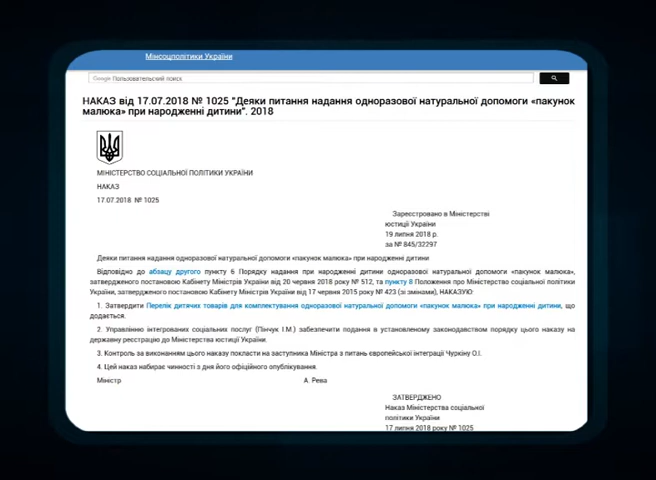 Мінсоцполітики України
Google Пользовательский поиск
НАКАЗ від 17.07.2018 № 1025 "Деяки питання надання одноразової натуральної допомоги «пакунок
малюка» при народженні дитини". 2018
МІНІСТЕРСТВО СОЦІАЛЬНОЇ ПОЛІТИКИ УКРАЇНИ
НАКАЗ
17.07.2018 № 1025
Зареєстровано в Міністерстві
юстиції України
19 липня 2018 р.
за № 845/32297
Деякі питання надання одноразової натуральної допомоги «пакунок малюка» при народженні дитини
Відповідно до абзацу другого пункту 6 Порядку надання при народженні дитини одноразової натуральної допомоги «пакунок малюка»,
затвердженого постановою Кабінету Міністрів України від 20 червня 2018 року № 512, та пункту 8 Положення про Міністерство соціальної політики
України, затвердженого постановою Кабінету Міністрів України від 17 червня 2015 року № 423 (зі змінами), НАКАЗУЮ:
1. Затвердити Перелік дитячих товарів для комплектування одноразової натуральної допомоги «пакунок малюка» при народженні дитини, що
додається.
2. Управлінню інтегрованих соціальних послуг (Пінчук І М.) забезпечити подання в установленому законодавством порядку цього наказу на
державну реєстрацію до Міністерства юстиції України.
3. Контроль за виконанням цього наказу покласти на заступника Міністра з питань європейської інтеграції Чуркіну О.І.
4. Цей наказ набирає чинності з дня його офіційного опублікування.
Міністр А. Рева
ЗАТВЕРДЖЕНО
Наказ Міністерства соціальної
політики України
17 липня 2018 року № 1025